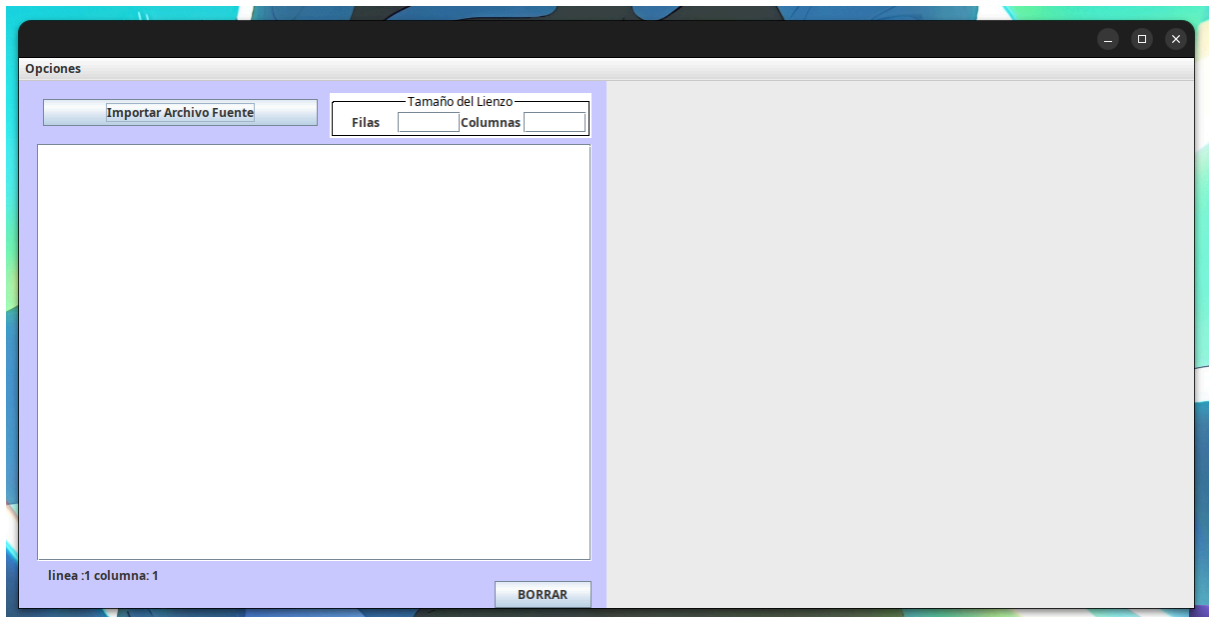 Opciones
Importar Archivo Fuente
Tamaño del Lienzo
Filas Columnas
linea :1 columna: 1
BORRAR